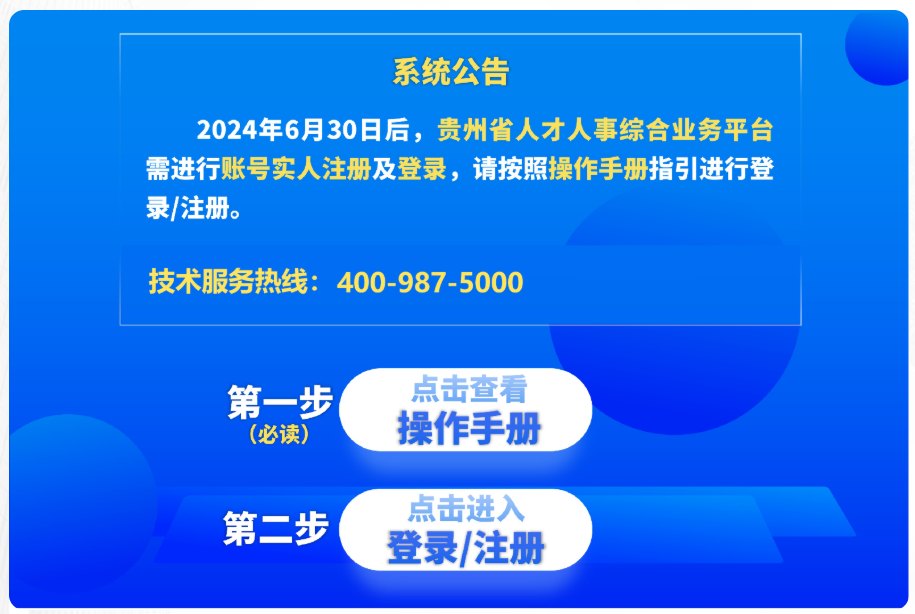 系统公告
2024年6月30日后，贵州省人才人事综合业务平台
需进行账号实人注册及登录，请按照操作手册指引进行登
录/注册。
技术服务热线：400-987-5000
第一步
（必读）
点击查看
操作手册
第二步
点击进入
登录/注册